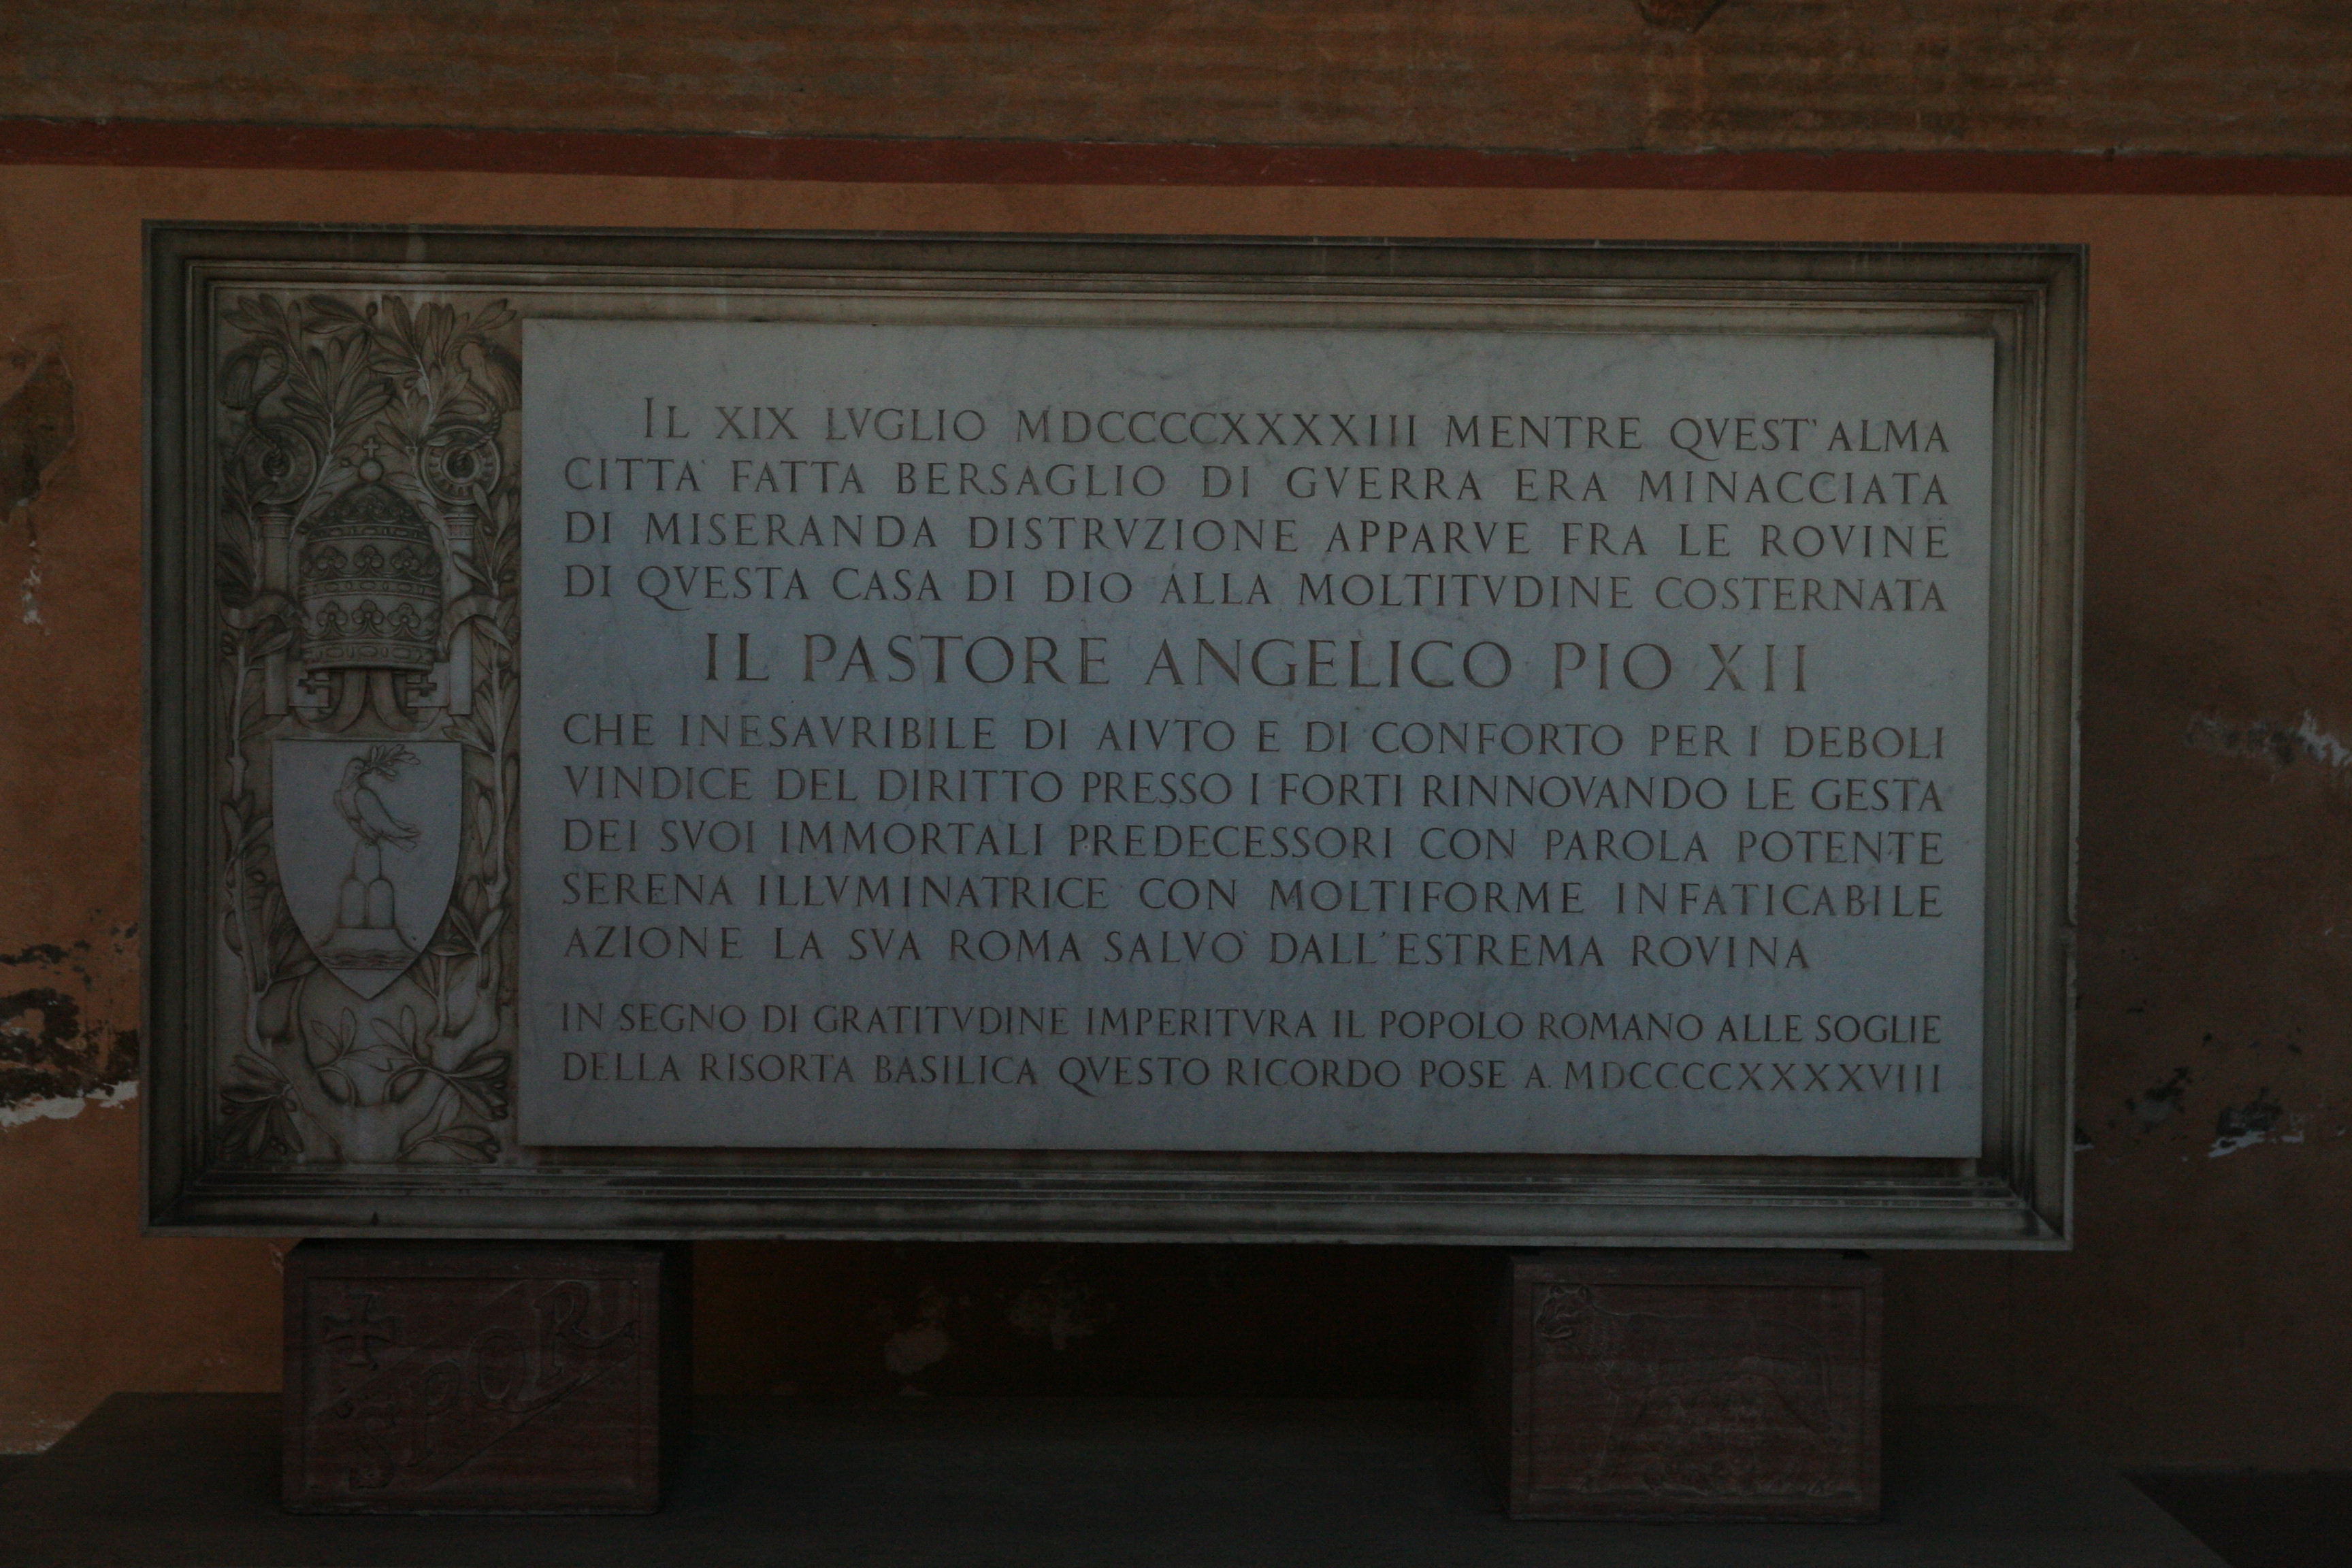 IL XIX LVGLIO MDCCCCXXXXIII MENTRE QVEST'ALMA
CITTA' FATTA BERSAGLIO DI GVERRA ERA MINACCIATA
DI MISERANDA DISTRVZIONE APPARVE FRA LE ROVINE
DI QVESTA CASA DI DIO ALLA MOLTITVDINE COSTERNATA
IL PASTORE ANGELICO PIO XII
CHE INESAVRIBILE DI AIVTO E DI CONFORTO PER I DEBOLI
VINDICE DEL DIRITTO PRESSO I FORTI RINNOVANDO LE GESTA
DEI SVOI IMMORTALI PREDECESSORI CON PAROLA POTENTE
SERENA ILLVMINATRICE CON MOLTIFORME INFATICABILE
AZIONE LA SVA ROMA SALVO' DALL'ESTREMA ROVINA
IN SEGNO DI GRATITVDINE IMPERITVRA IL POPOLO ROMANO ALLE SOGLIE
DELLA RISORTA BASILICA QVESTO RICORDO POSE A. MDCCCCXXXXVIII
SPQR